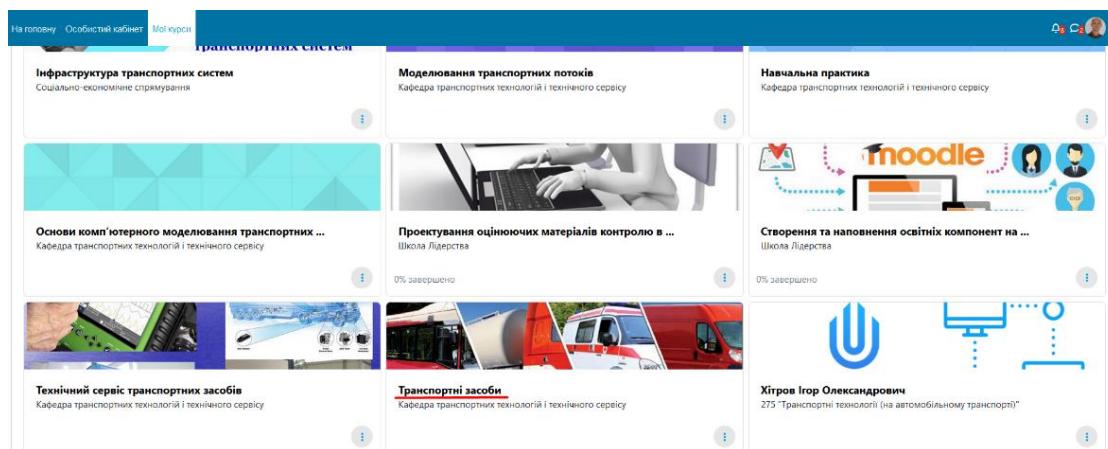 На головну Особистий кабінет Мої курси
транспортних систем
Інфраструктура транспортних систем
Соціально-економічне спрямування
Моделювання транспортних потоків
Кафедра транспортних технологій і технічного сервісу
Навчальна практика
Кафедра транспортних технологій і технічного сервісу
moodle
Основи комп'ютерного моделювання транспортних ...
Кафедра транспортних технологій і технічного сервісу
Проектування оцінюючих матеріалів контролю в ...
Школа Лідерства
0% завершено
Створення та наповнення освітніх компонент на ...
Школа Лідерства
0% завершено
Технічний сервіс транспортних засобів
Кафедра транспортних технологій і технічного сервісу
Транспортні засоби
Кафедра транспортних технологій і технічного сервісу
Хітров Ігор Олександрович
275 "Транспортні технології (на автомобільному транспорті)"